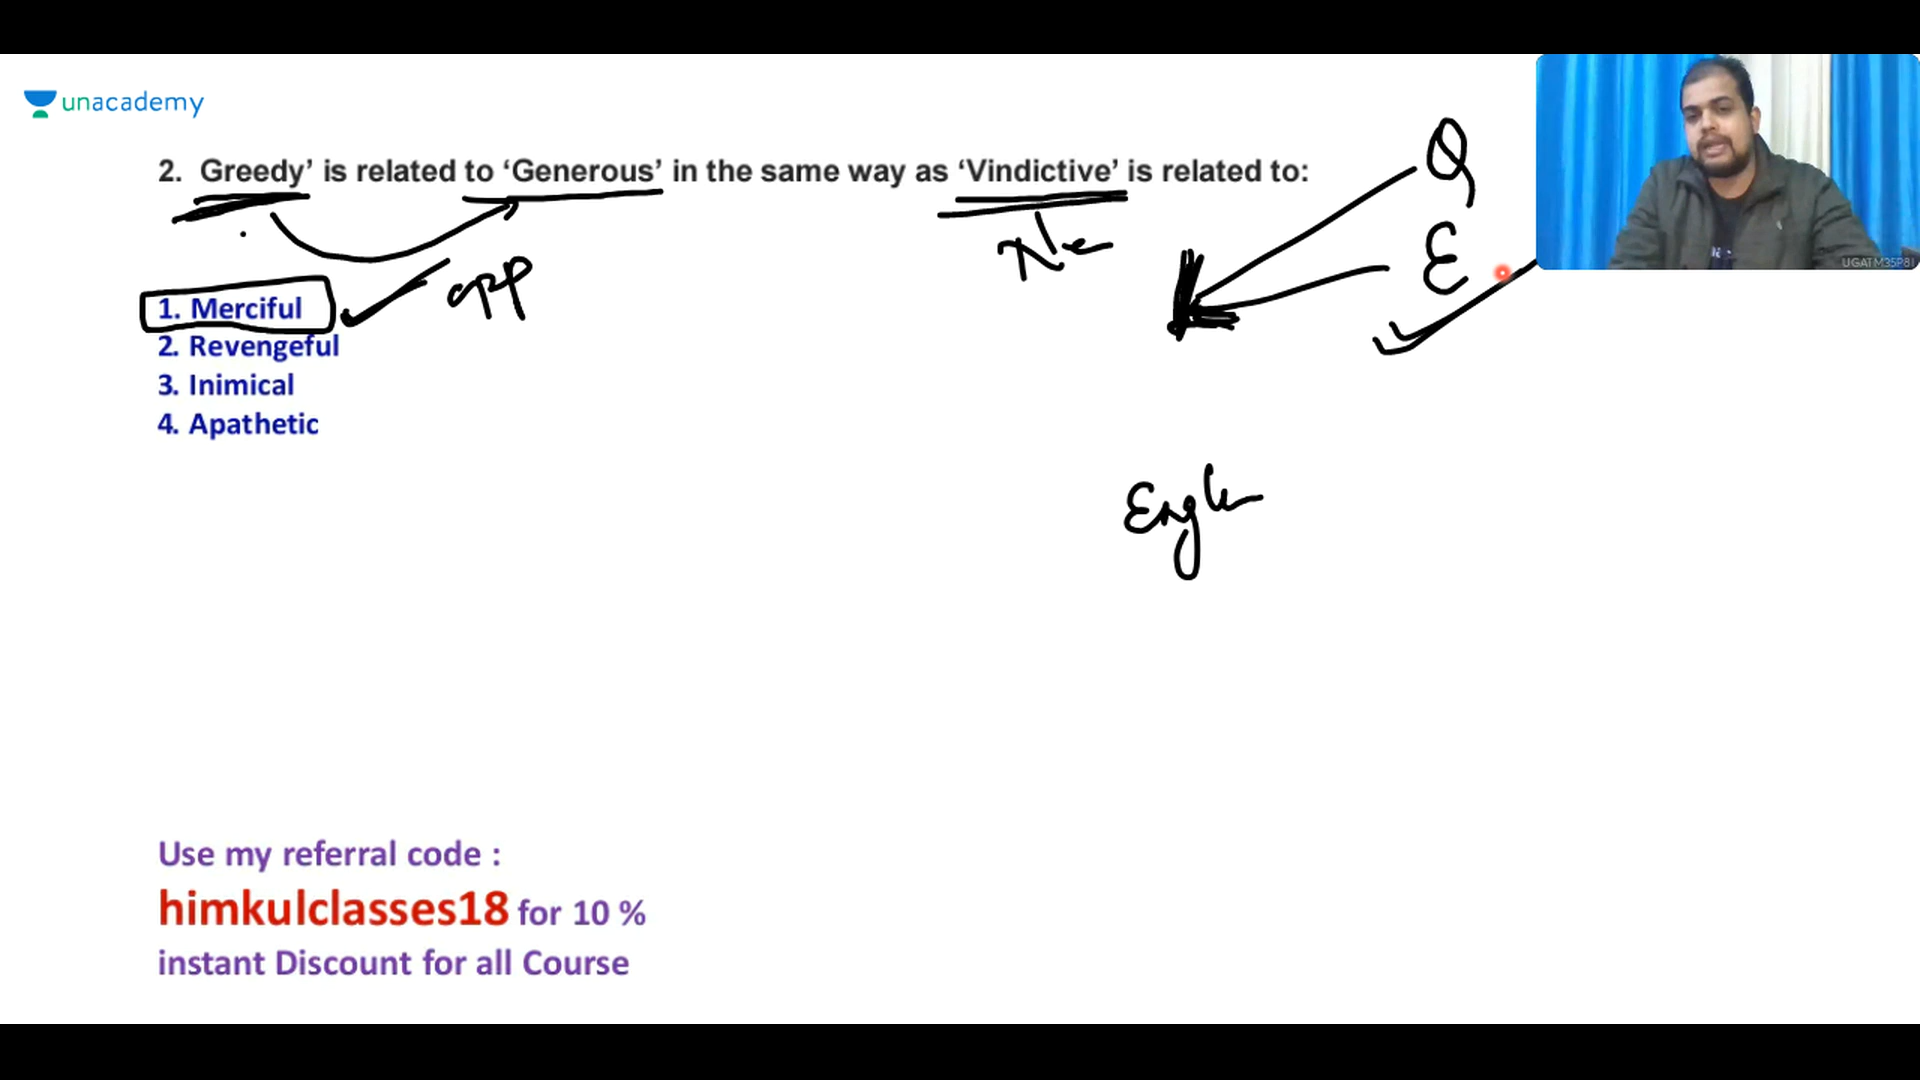 unacademy
2. Greedy’ is related to ‘Generous’ in the same way as ‘Vindictive’ is related to:
Q
Ne
E
opp
1. Merciful
2. Revengeful
3. Inimical
4. Apathetic
Use my referral code :
himkulclasses18 for 10 %
instant Discount for all Course
UGATM35P8I